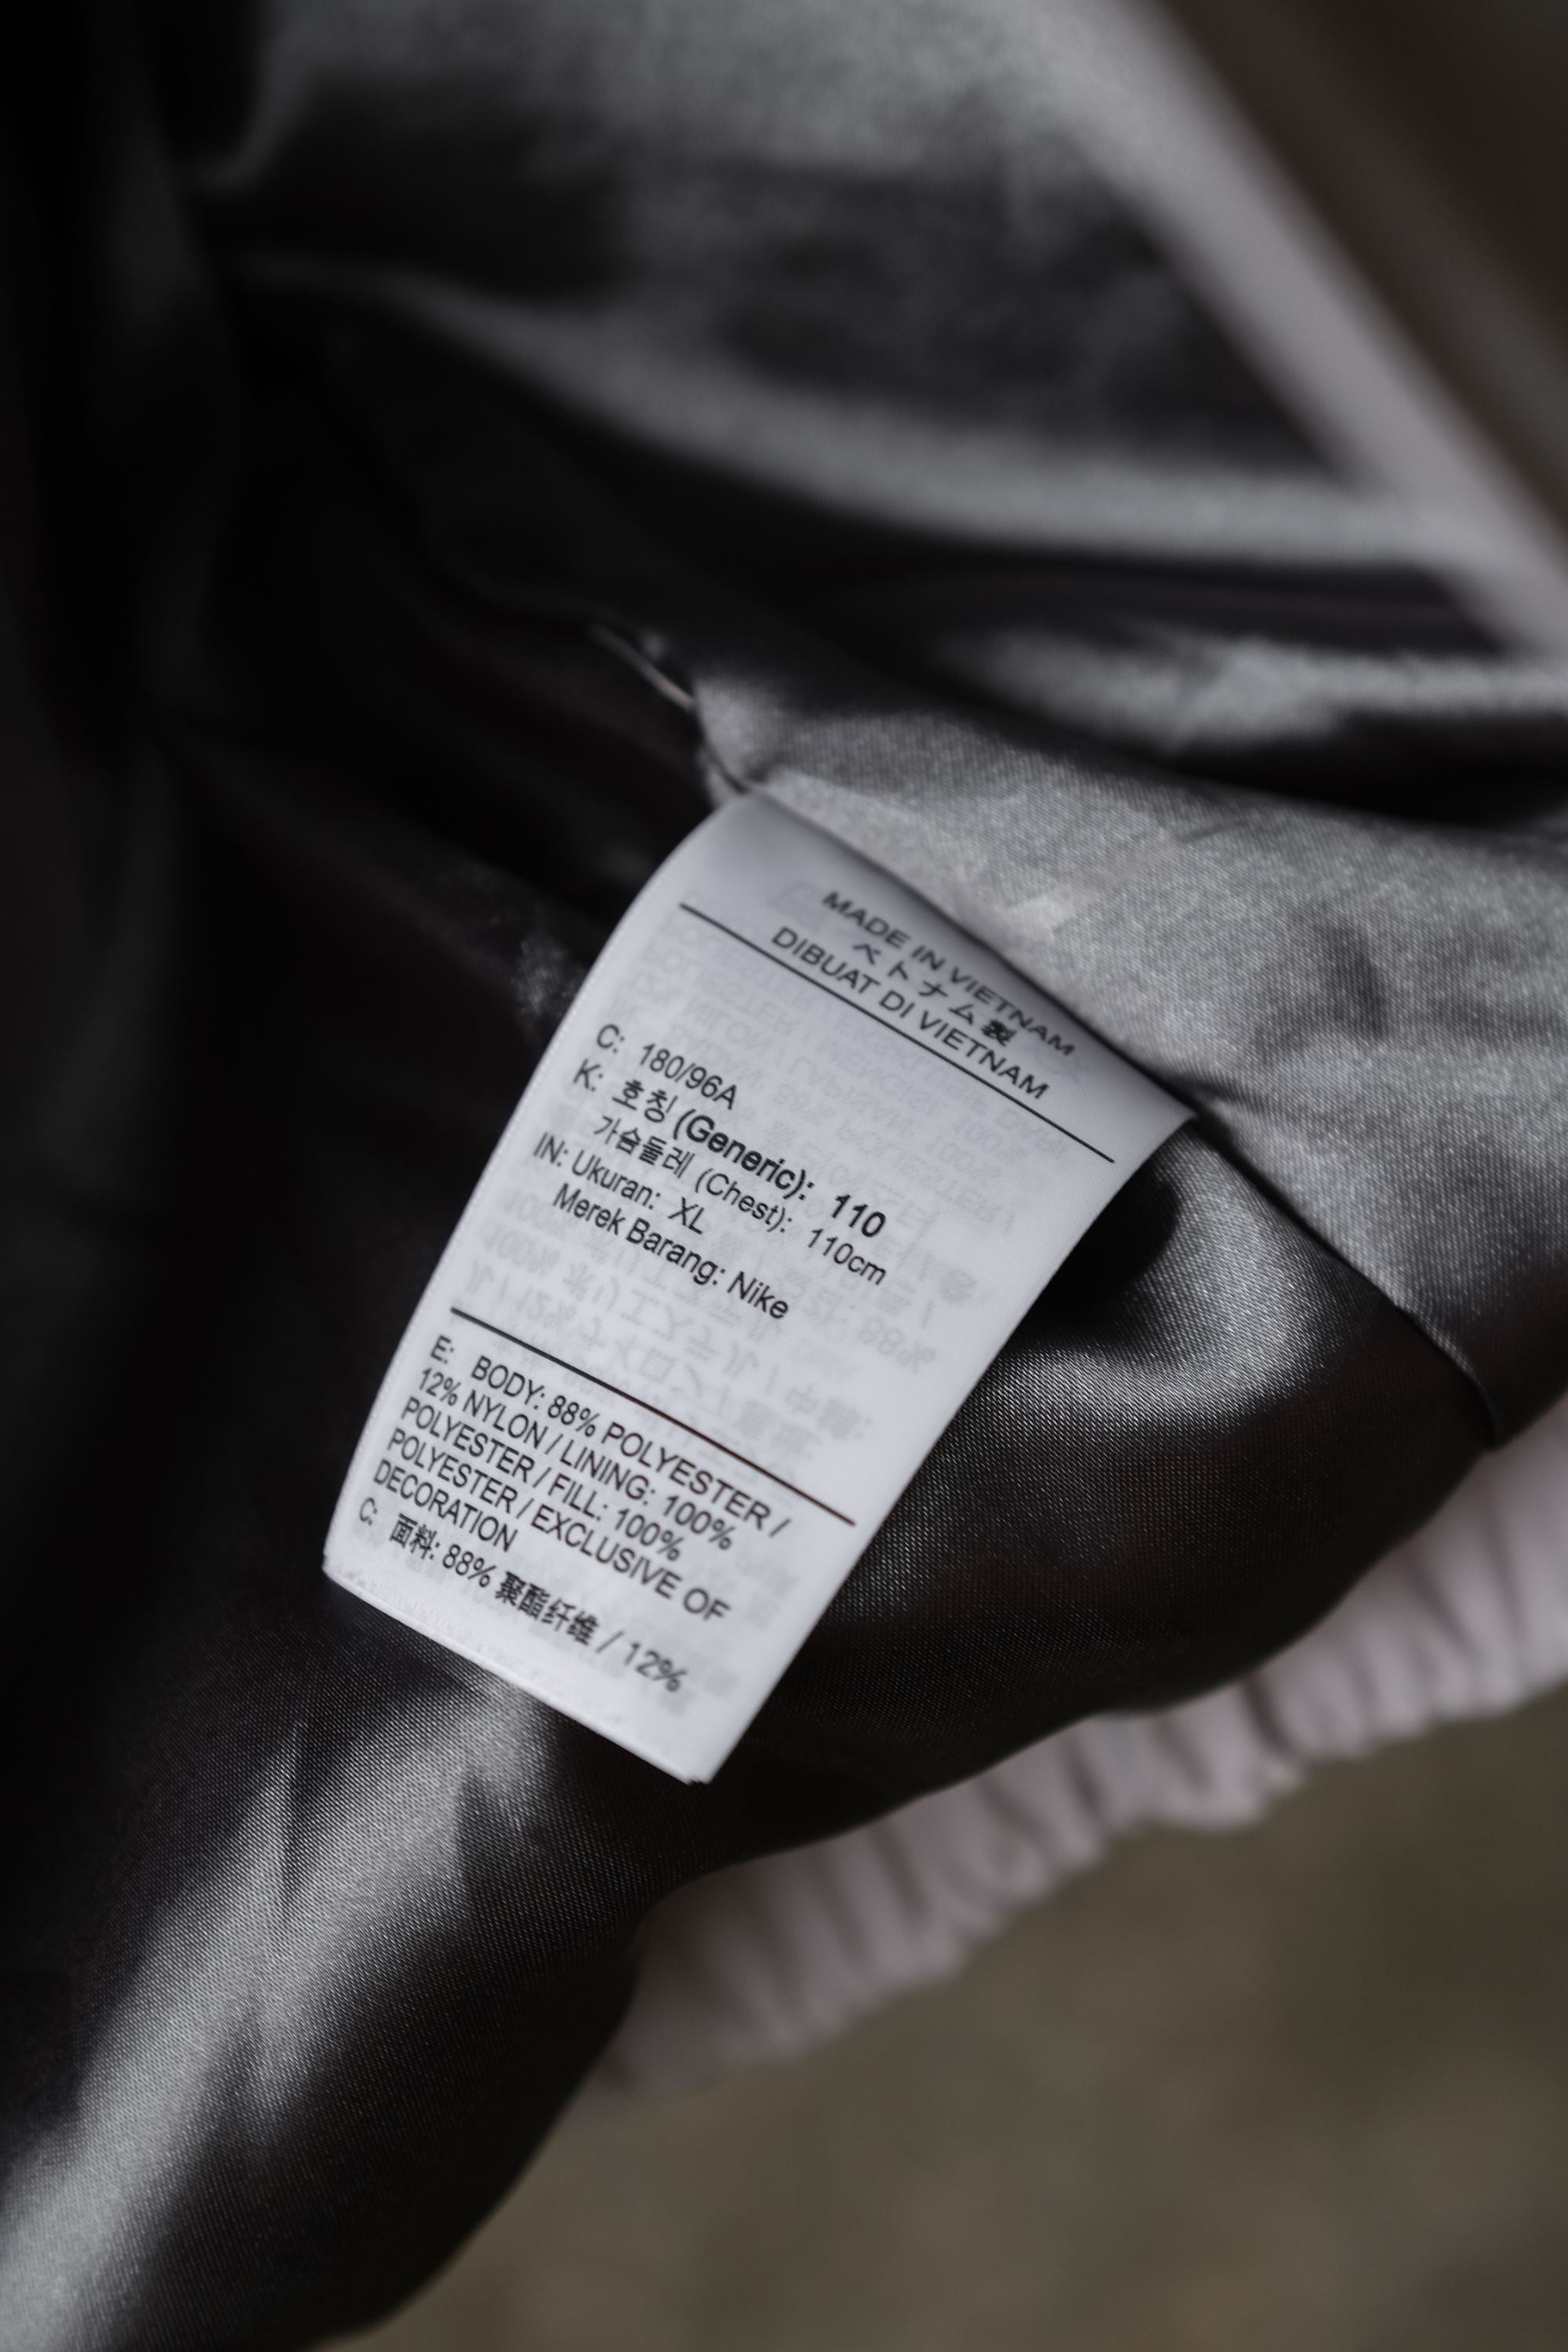 MADE IN VIETNAM
ベトナム製
DIBUAT DI VIETNAM
C: 180/96A
K: 호칭 (Generic): 110
가슴둘레 (Chest): 110cm
IN: Ukuran: XL
Merek Barang: Nike
E: BODY: 88% POLYESTER /
12% NYLON / LINING: 100%
POLYESTER / FILL: 100%
POLYESTER / EXCLUSIVE OF
DECORATION
C: 面料: 88% 聚酯纤维 / 12%